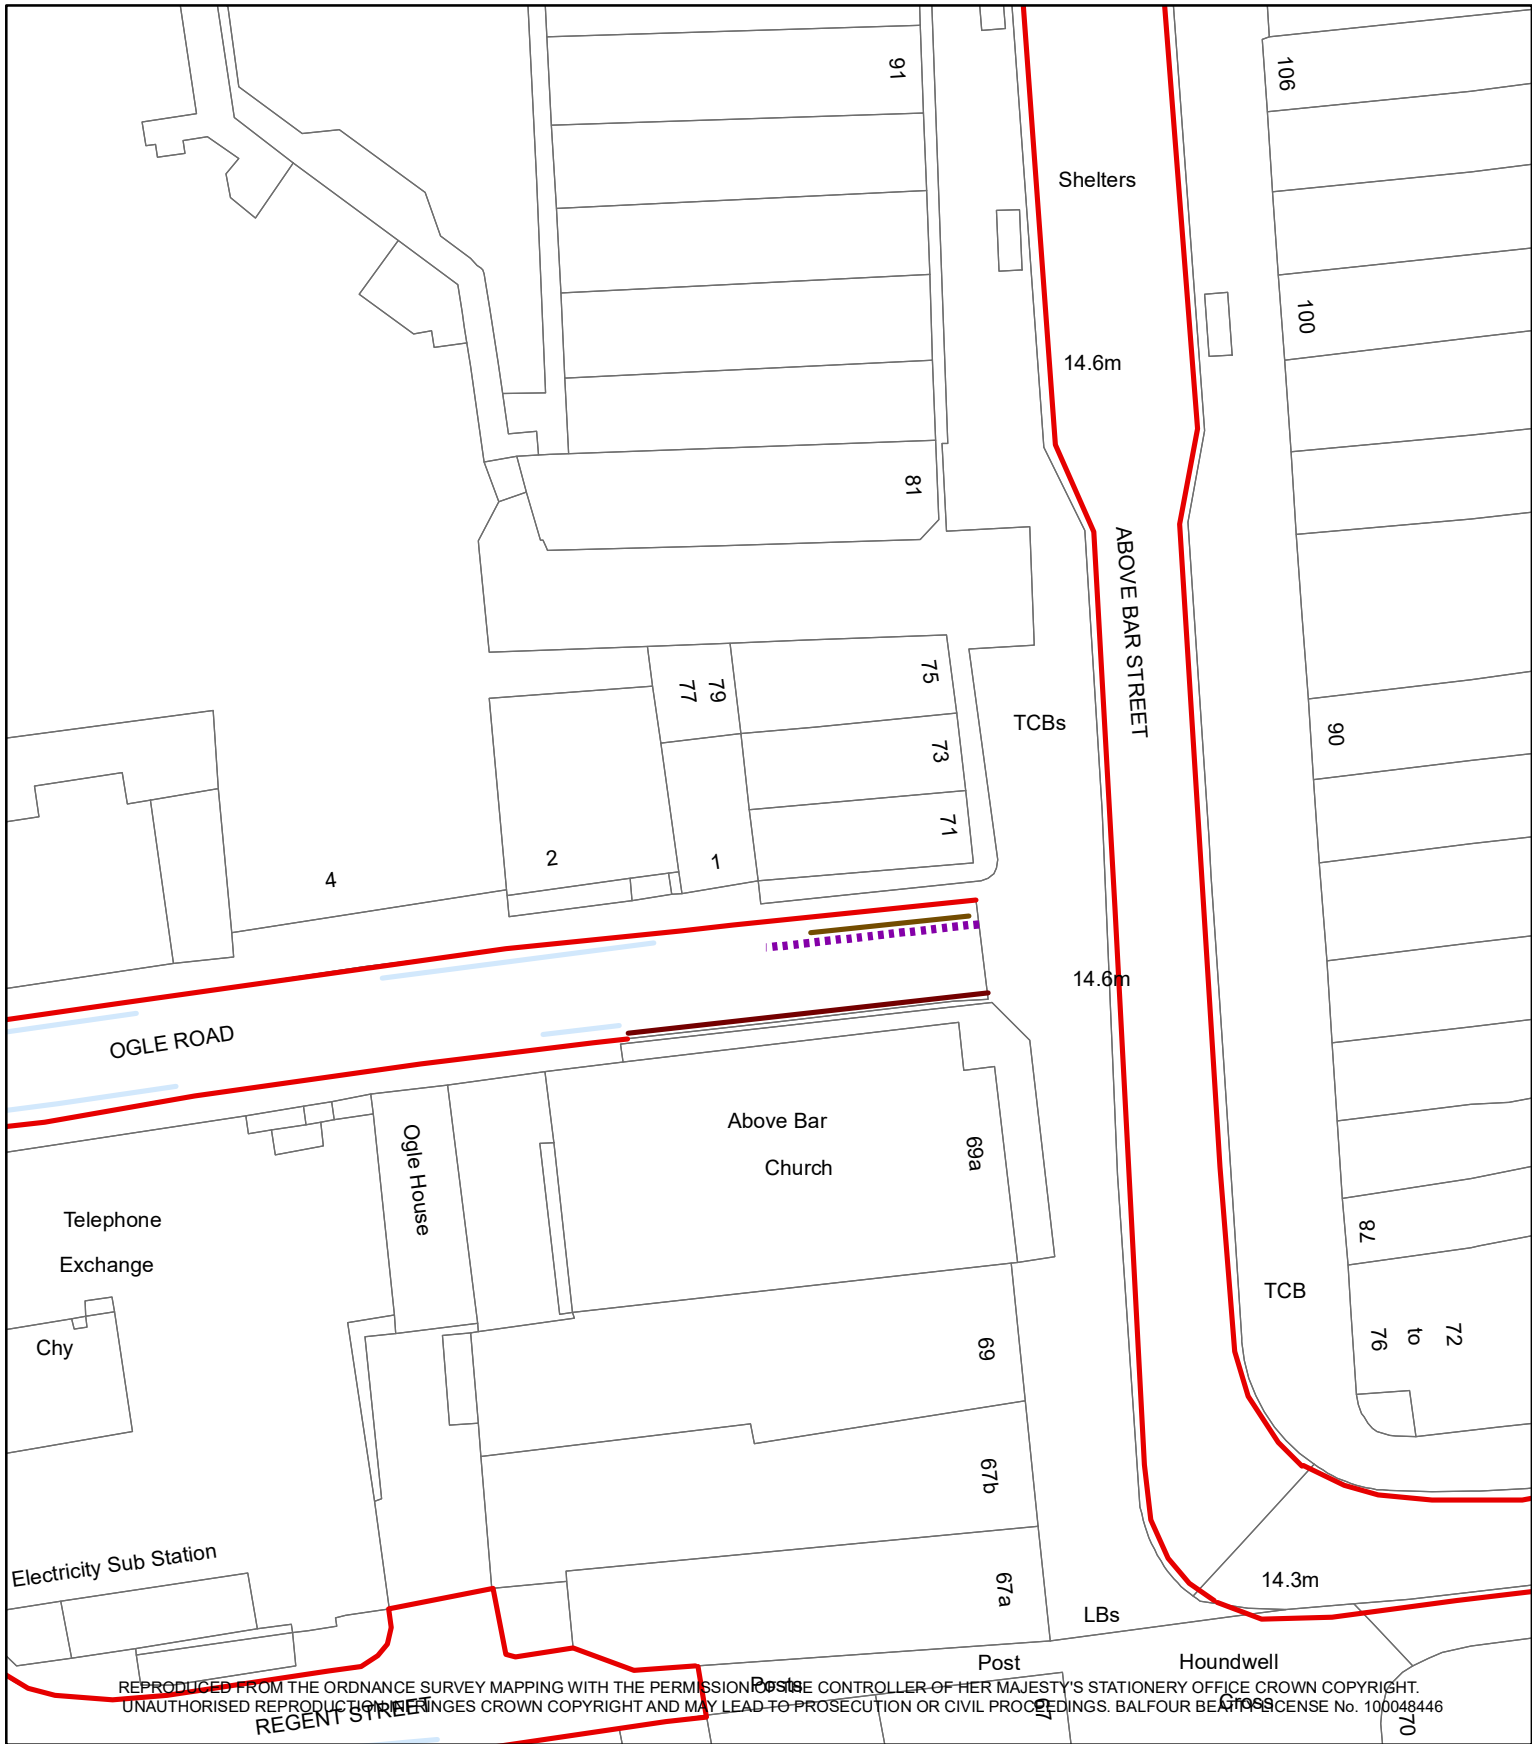 91
106
Shelters
100
14.6m
81
ABOVE BAR STREET
75
77
79
TCBs
90
73
71
2
1
4
14.6m
OGLE ROAD
Above Bar
Church
69a
Ogle House
Telephone
Exchange
87
TCB
Chy
69
76
to
72
67b
Electricity Sub Station
14.3m
67a
LBs
Post
Houndwell
Cross
Posts
REPRODUCED FROM THE ORDNANCE SURVEY MAPPING WITH THE PERMISSION OF THE CONTROLLER OF HER MAJESTY'S STATIONERY OFFICE CROWN COPYRIGHT.
UNAUTHORISED REPRODUCTION INFRINGES CROWN COPYRIGHT AND MAY LEAD TO PROSECUTION OR CIVIL PROCEEDINGS. BALFOUR BEATTY LICENSE No. 100048446
REGENT STREET
67
70